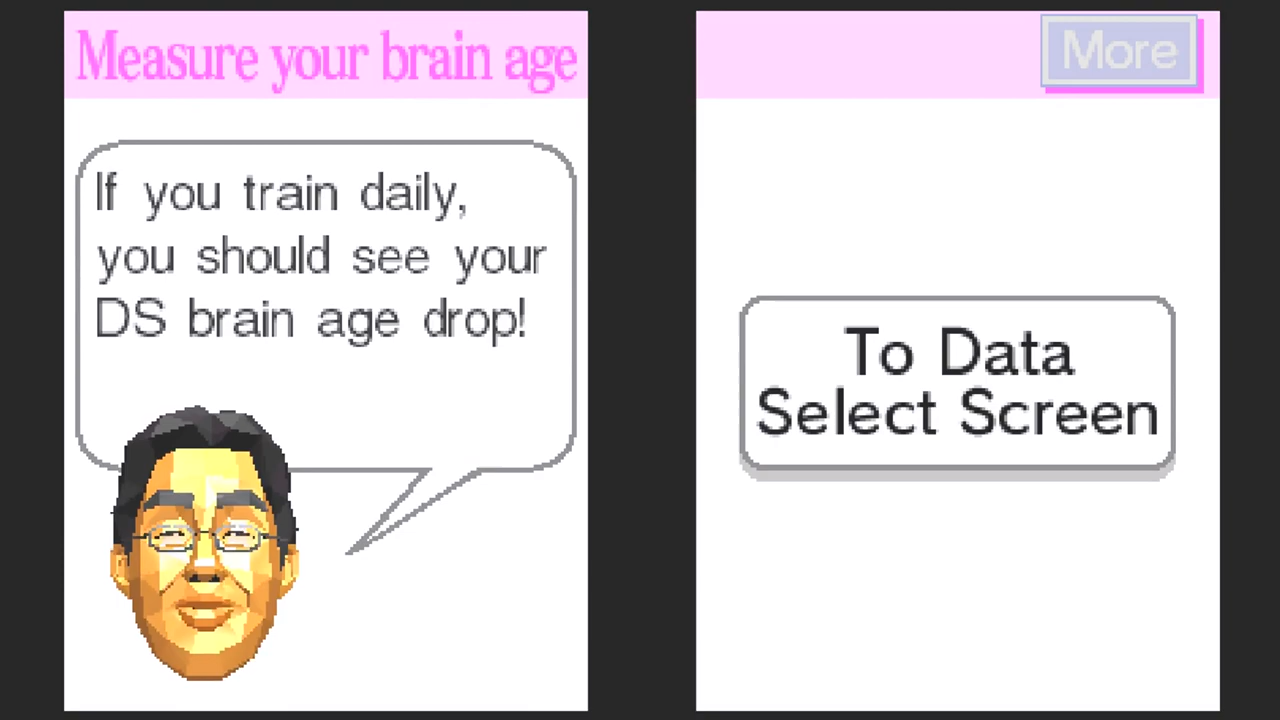 Measure your brain age
If you train daily,
you should see your
DS brain age drop!
More
To Data
Select Screen